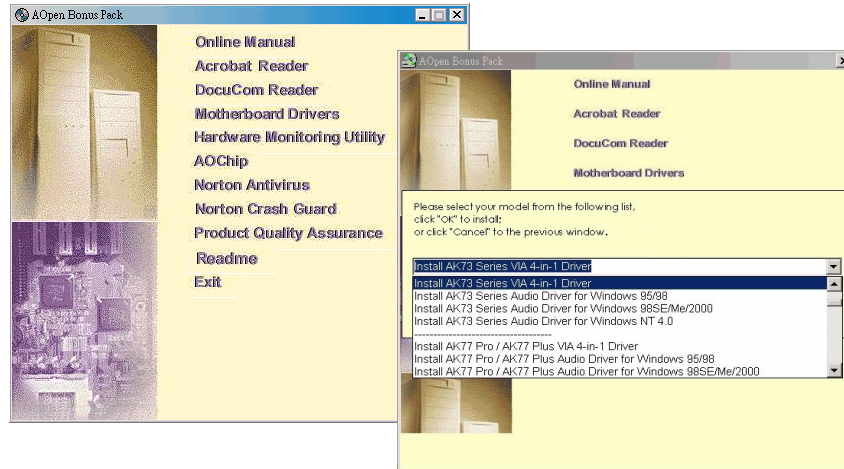 AOpen Bonus Pack
Online Manual
Acrobat Reader
DocuCom Reader
Motherboard Drivers
Hardware Monitoring Utility
AOChip
Norton Antivirus
Norton Crash Guard
Product Quality Assurance
Readme
Exit
AOpen Bonus Pack
Online Manual
Acrobat Reader
DocuCom Reader
Motherboard Drivers
Please select your model from the following list,
click "OK" to install;
or click "Cancel" to the previous window.
Install AK73 Series VIA 4-in-1 Driver
Install AK73 Series VIA 4-in-1 Driver
Install AK73 Series Audio Driver for Windows 95/98
Install AK73 Series Audio Driver for Windows 98SE/Me/2000
Install AK73 Series Audio Driver for Windows NT 4.0
------------------------------------
Install AK77 Pro / AK77 Plus VIA 4-in-1 Driver
Install AK77 Pro / AK77 Plus Audio Driver for Windows 95/98
Install AK77 Pro / AK77 Plus Audio Driver for Windows 98SE/Me/2000